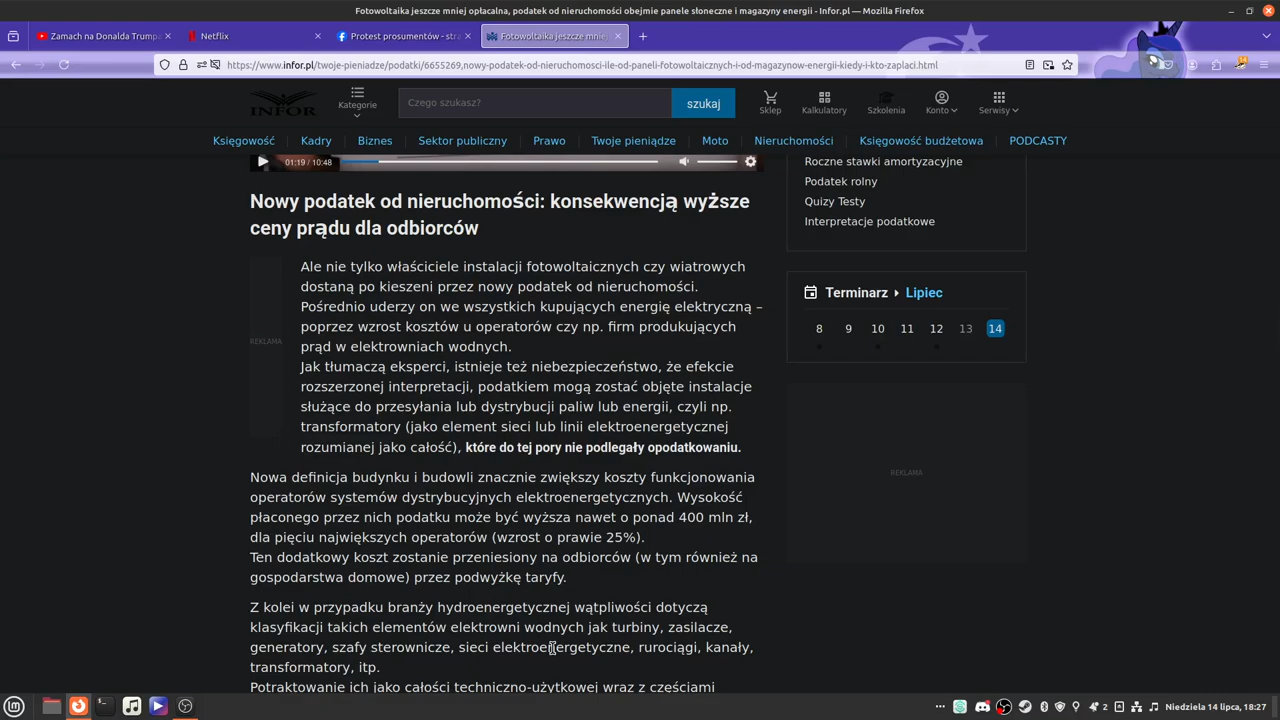 Fotowoltaika jeszcze mniej opłacalna, podatek od nieruchomości obejmie panele słoneczne i magazyny energii - Infor.pl — Mozilla Firefox
Zamach na Donalda Trumpa
Netflix
Protest prosumentów - stra
Fotowoltaika jeszcze mniej
https://www.infor.pl/twoje-pieniadze/podatki/6655269,nowy-podatek-od-nieruchomosci-ile-od-paneli-fotowoltaicznych-i-od-magazynow-energii-kiedy-i-kto-zaplaci.html
INFOR
Kategorie
Czego szukasz?
szukaj
Sklep
Kalkulatory
Szkolenia
Konto
Serwisy
Księgowość
Kadry
Biznes
Sektor publiczny
Prawo
Twoje pieniądze
Moto
Nieruchomości
Księgowość budżetowa
PODCASTY
01:19 / 10:48
Nowy podatek od nieruchomości: konsekwencją wyższe
ceny prądu dla odbiorców
REKLAMA
Ale nie tylko właściciele instalacji fotowoltaicznych czy wiatrowych
dostaną po kieszeni przez nowy podatek od nieruchomości.
Pośrednio uderzy on we wszystkich kupujących energię elektryczną –
poprzez wzrost kosztów u operatorów czy np. firm produkujących
prąd w elektrowniach wodnych.
Jak tłumaczą eksperci, istnieje też niebezpieczeństwo, że efekcie
rozszerzonej interpretacji, podatkiem mogą zostać objęte instalacje
służące do przesyłania lub dystrybucji paliw lub energii, czyli np.
transformatory (jako element sieci lub linii elektroenergetycznej
rozumianej jako całość), które do tej pory nie podlegały opodatkowaniu.
Nowa definicja budynku i budowli znacznie zwiększy koszty funkcjonowania
operatorów systemów dystrybucyjnych elektroenergetycznych. Wysokość
płaconego przez nich podatku może być wyższa nawet o ponad 400 mln zł,
dla pięciu największych operatorów (wzrost o prawie 25%).
Ten dodatkowy koszt zostanie przeniesiony na odbiorców (w tym również na
gospodarstwa domowe) przez podwyżkę taryfy.
Z kolei w przypadku branży hydroenergetycznej wątpliwości dotyczą
klasyfikacji takich elementów elektrowni wodnych jak turbiny, zasilacze,
generatory, szafy sterownicze, sieci elektroenergetyczne, rurociągi, kanały,
transformatory, itp.
Potraktowanie ich jako całości techniczno-użytkowej wraz z częściami
Roczne stawki amortyzacyjne
Podatek rolny
Quizy Testy
Interpretacje podatkowe
Terminarz Lipiec
8 9 10 11 12 13 14
REKLAMA
2
Niedziela 14 lipca, 18:27